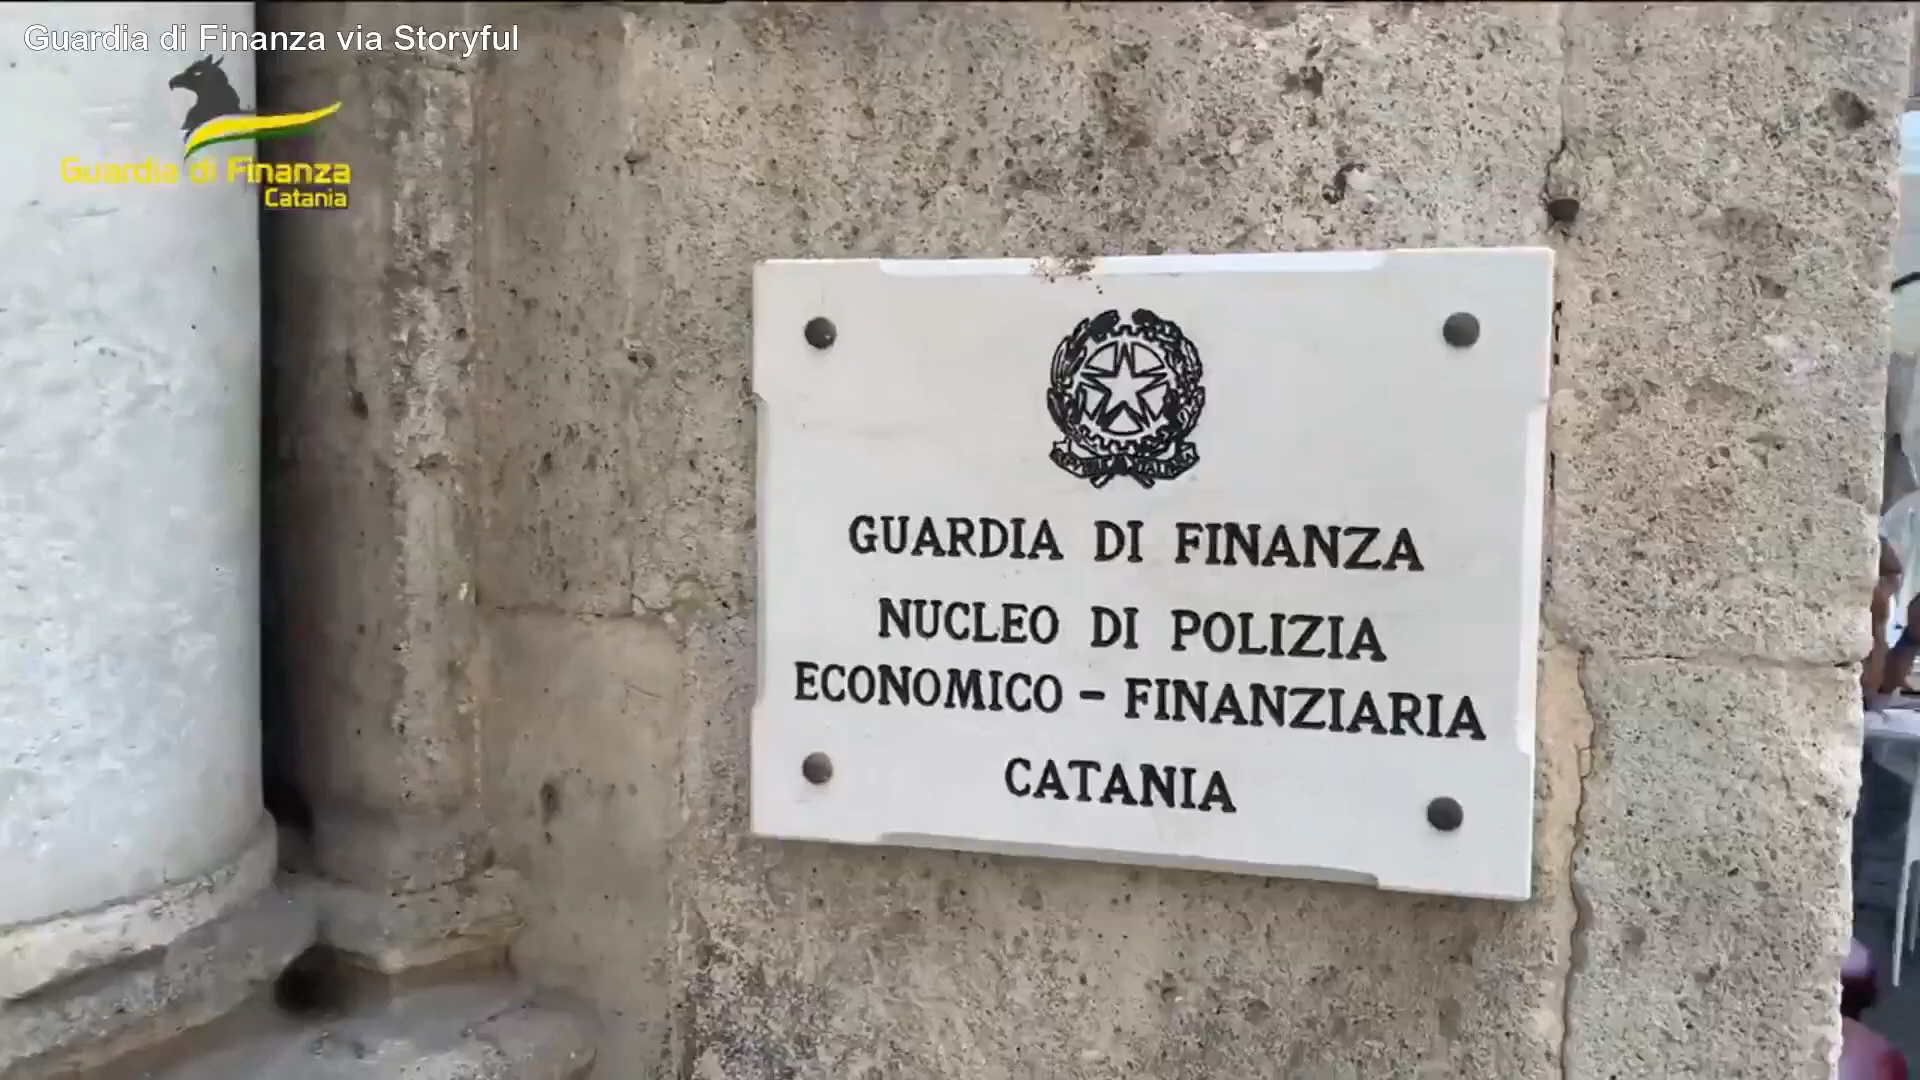 Guardia di Finanza via Storyful
Guardia di Finanza
Catania
GUARDIA DI FINANZA
NUCLEO DI POLIZIA
ECONOMICO - FINANZIARIA
CATANIA